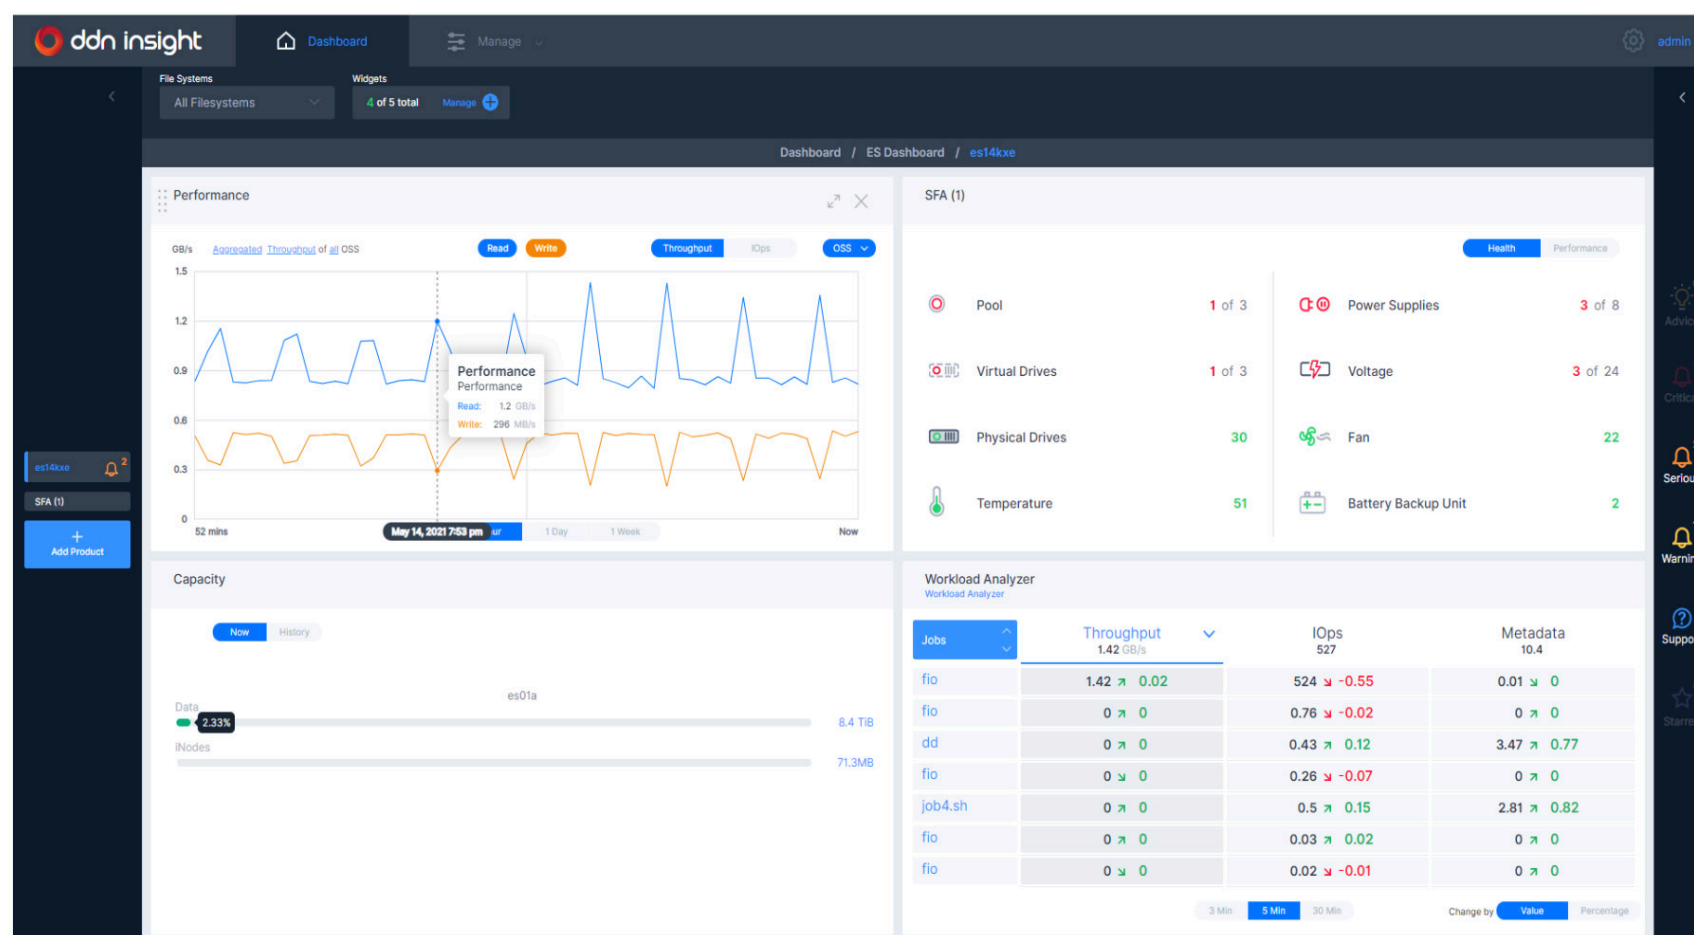 ddn insight
Dashboard
Manage
admin
File Systems
Widgets
All Filesystems
4 of 5 total Manage
Dashboard / ES Dashboard / es14kxe
Performance
GB/s Aggregated Throughput of all OSS
Read
Write
Throughput
IOps
OSS
1.5
1.2
0.9
0.6
0.3
0
Performance
Performance
Read: 1.2 GB/s
Write: 296 MB/s
52 mins
May 14, 2021 7:53 pm
ur
1 Day
1 Week
Now
SFA (1)
Health
Performance
Pool 1 of 3
Power Supplies 3 of 8
Virtual Drives 1 of 3
Voltage 3 of 24
Physical Drives 30
Fan 22
Temperature 51
Battery Backup Unit 2
es14kxe 2
SFA (1)
+
Add Product
Capacity
Now
History
es01a
Data
2.33%
8.4 TiB
iNodes
71.3MB
Workload Analyzer
Workload Analyzer
Jobs
Throughput
1.42 GB/s
IOps
527
Metadata
10.4
fio 1.42 0.02 524 -0.55 0.01 0
fio 0 0 0.76 -0.02 0 0
dd 0 0 0.43 0.12 3.47 0.77
fio 0 0 0.26 -0.07 0 0
job4.sh 0 0 0.5 0.15 2.81 0.82
fio 0 0 0.03 0.02 0 0
fio 0 0 0.02 -0.01 0 0
3 Min
5 Min
30 Min
Change by
Value
Percentage
Advic
Critica
Seriou
Warnin
Suppo
Starre